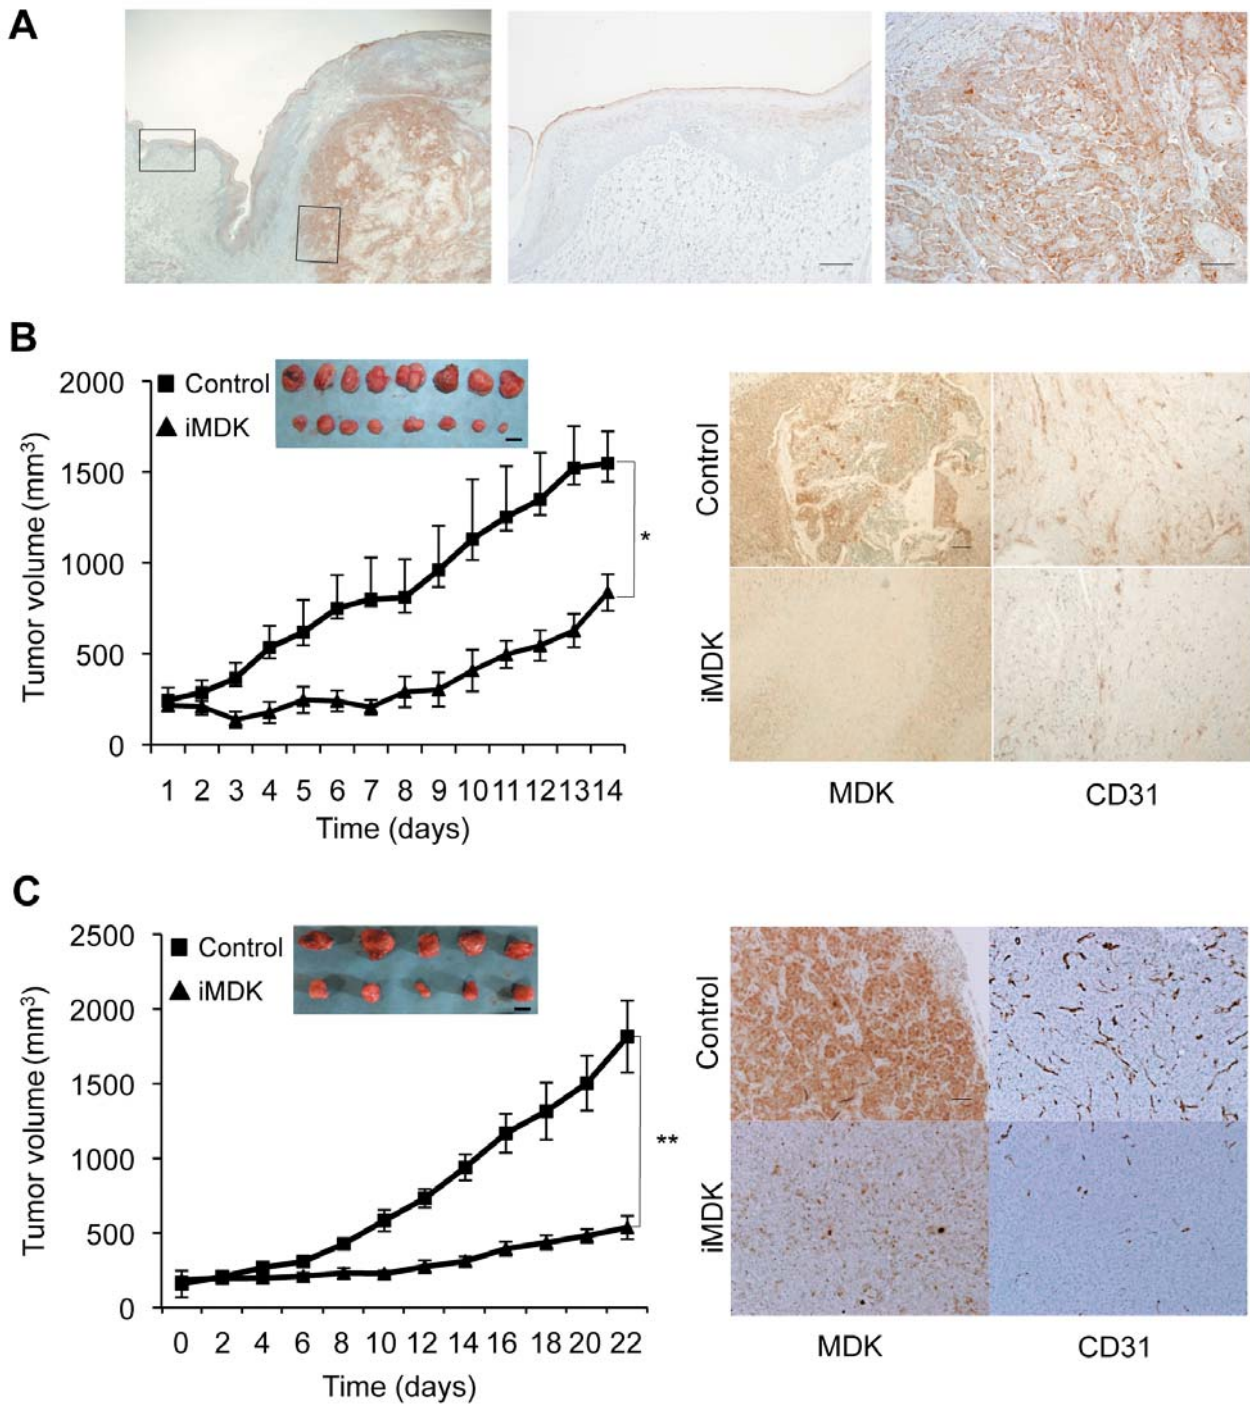 A
B
Tumor volume (mm³)
2000
1500
1000
500
0
Control
iMDK
*
1 2 3 4 5 6 7 8 9 10 11 12 13 14
Time (days)
Control
iMDK
MDK CD31
C
Tumor volume (mm³)
2500
2000
1500
1000
500
0
Control
iMDK
**
0 2 4 6 8 10 12 14 16 18 20 22
Time (days)
Control
iMDK
MDK CD31